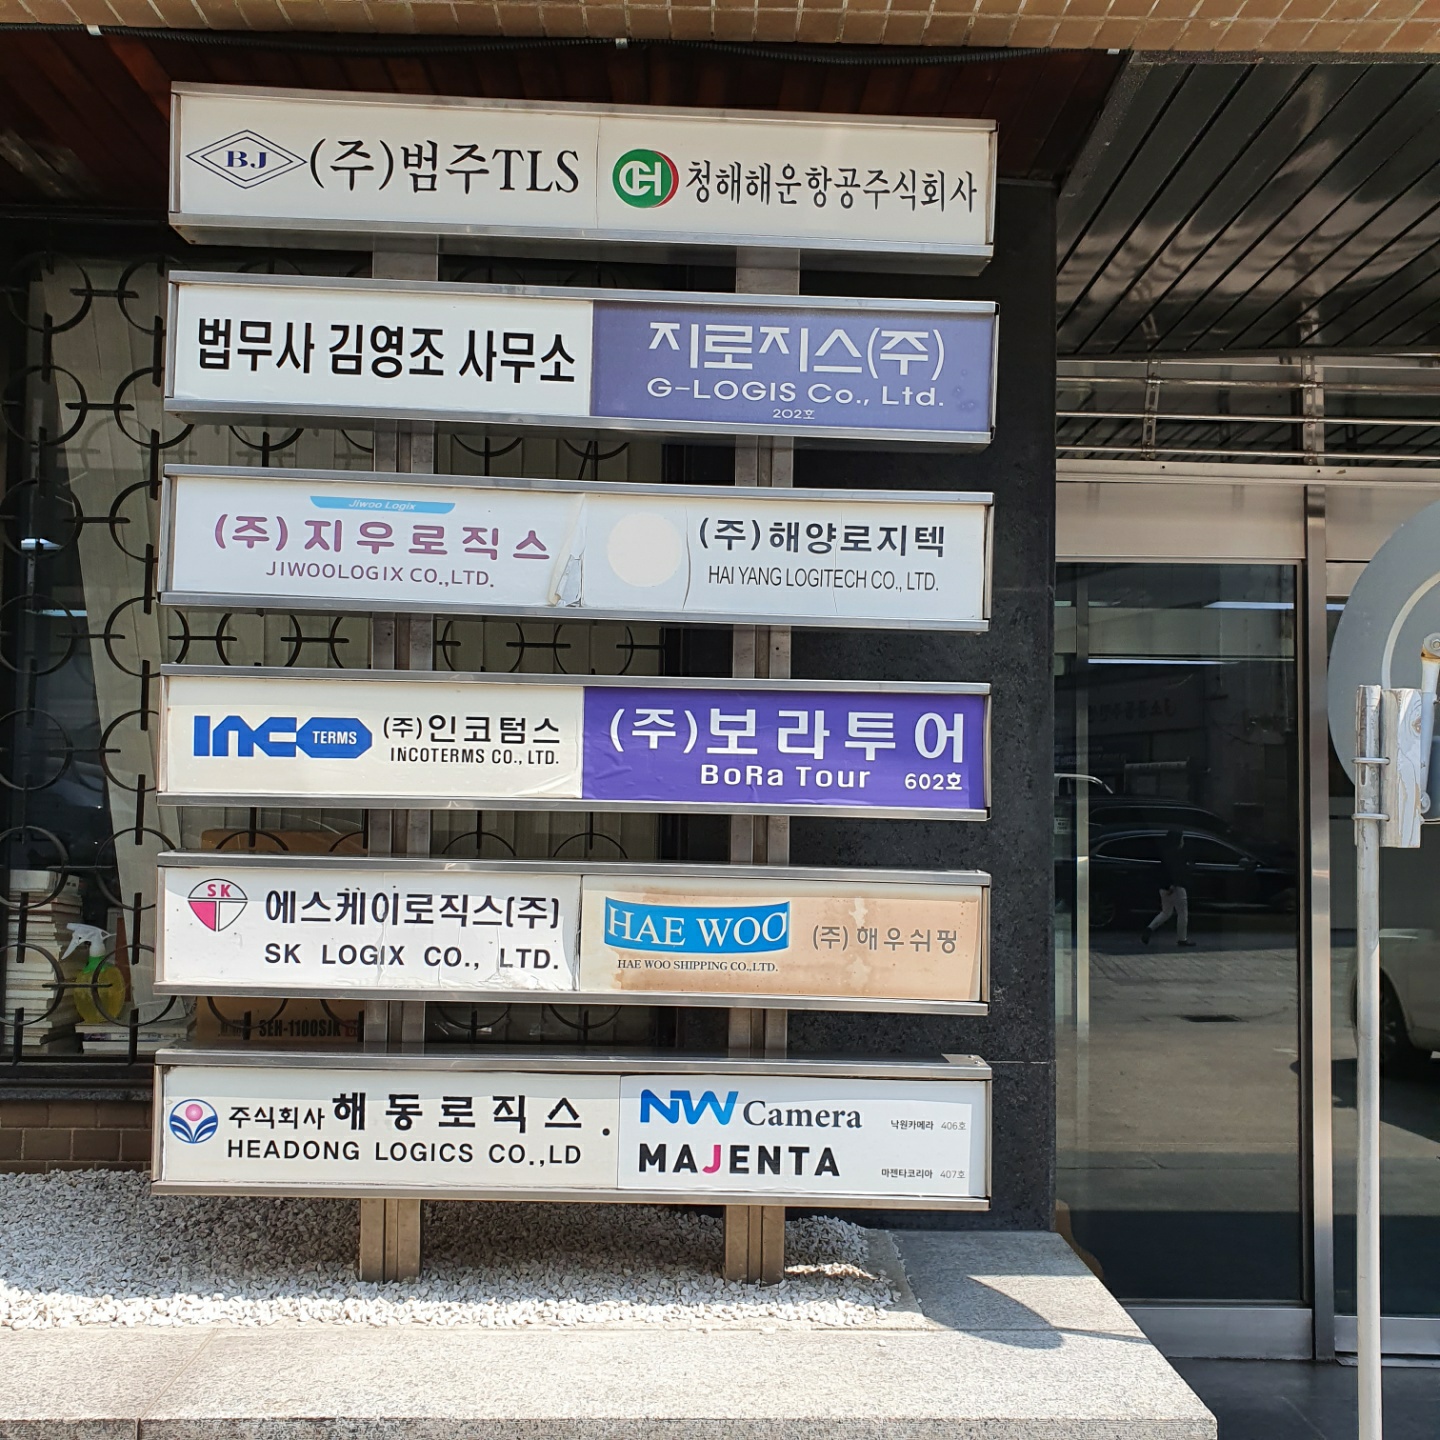 BJ (주)범주TLS
CH 청해해운항공주식회사
법무사 김영조 사무소
지로지스(주)
G-LOGIS Co., Ltd.
202호
Jiwoo Logix
(주)지우로직스
JIWOOLOGIX CO.,LTD.
(주)해양로지텍
HAI YANG LOGITECH CO., LTD.
INCO TERMS (주)인코텀스
INCOTERMS CO., LTD.
(주)보라투어
BoRa Tour 602호
SK 에스케이로직스(주)
SK LOGIX CO., LTD.
HAE WOO (주)해우쉬핑
HAE WOO SHIPPING CO.,LTD.
주식회사 해동로직스.
HEADONG LOGICS CO.,LD
NW Camera 낙원카메라 406호
MAJENTA 마젠타코리아 407호
SEN-1100SJK